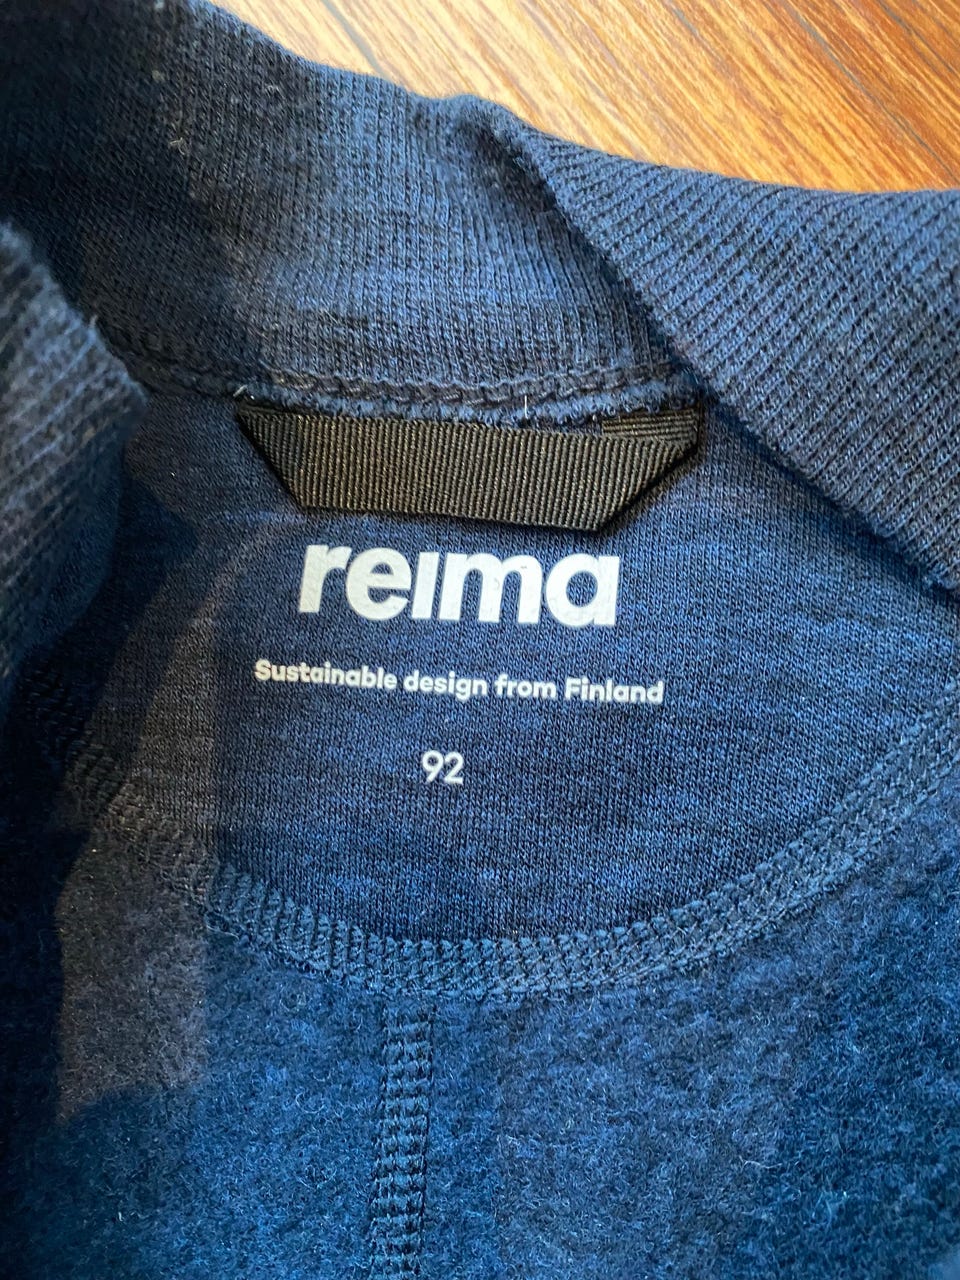 reima
Sustainable design from Finland
92